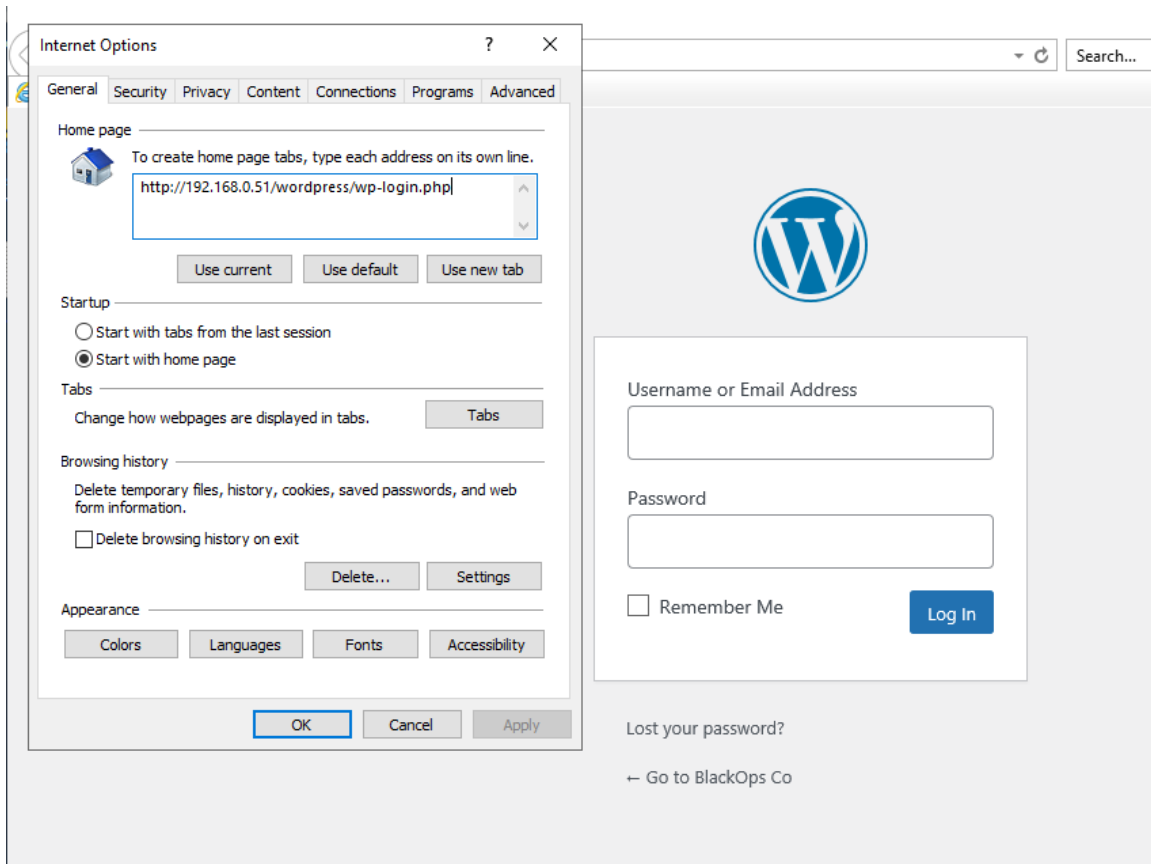 Internet Options
?
General Security Privacy Content Connections Programs Advanced
Home page
To create home page tabs, type each address on its own line.
http://192.168.0.51/wordpress/wp-login.php
Use current Use default Use new tab
Startup
Start with tabs from the last session
Start with home page
Tabs
Change how webpages are displayed in tabs.
Tabs
Browsing history
Delete temporary files, history, cookies, saved passwords, and web
form information.
Delete browsing history on exit
Delete... Settings
Appearance
Colors Languages Fonts Accessibility
OK Cancel Apply
Search...
Username or Email Address
Password
Remember Me
Log In
Lost your password?
← Go to BlackOps Co